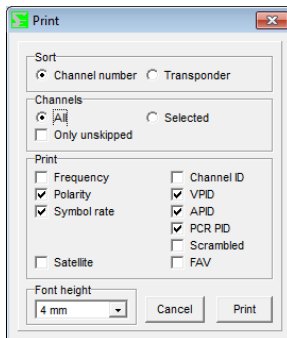 Print
Sort
Channel number Transponder
Channels
All Selected
Only unskipped
Print
Frequency Channel ID
Polarity VPID
Symbol rate APID
PCR PID
Scrambled
Satellite FAV
Font height
4 mm Cancel Print